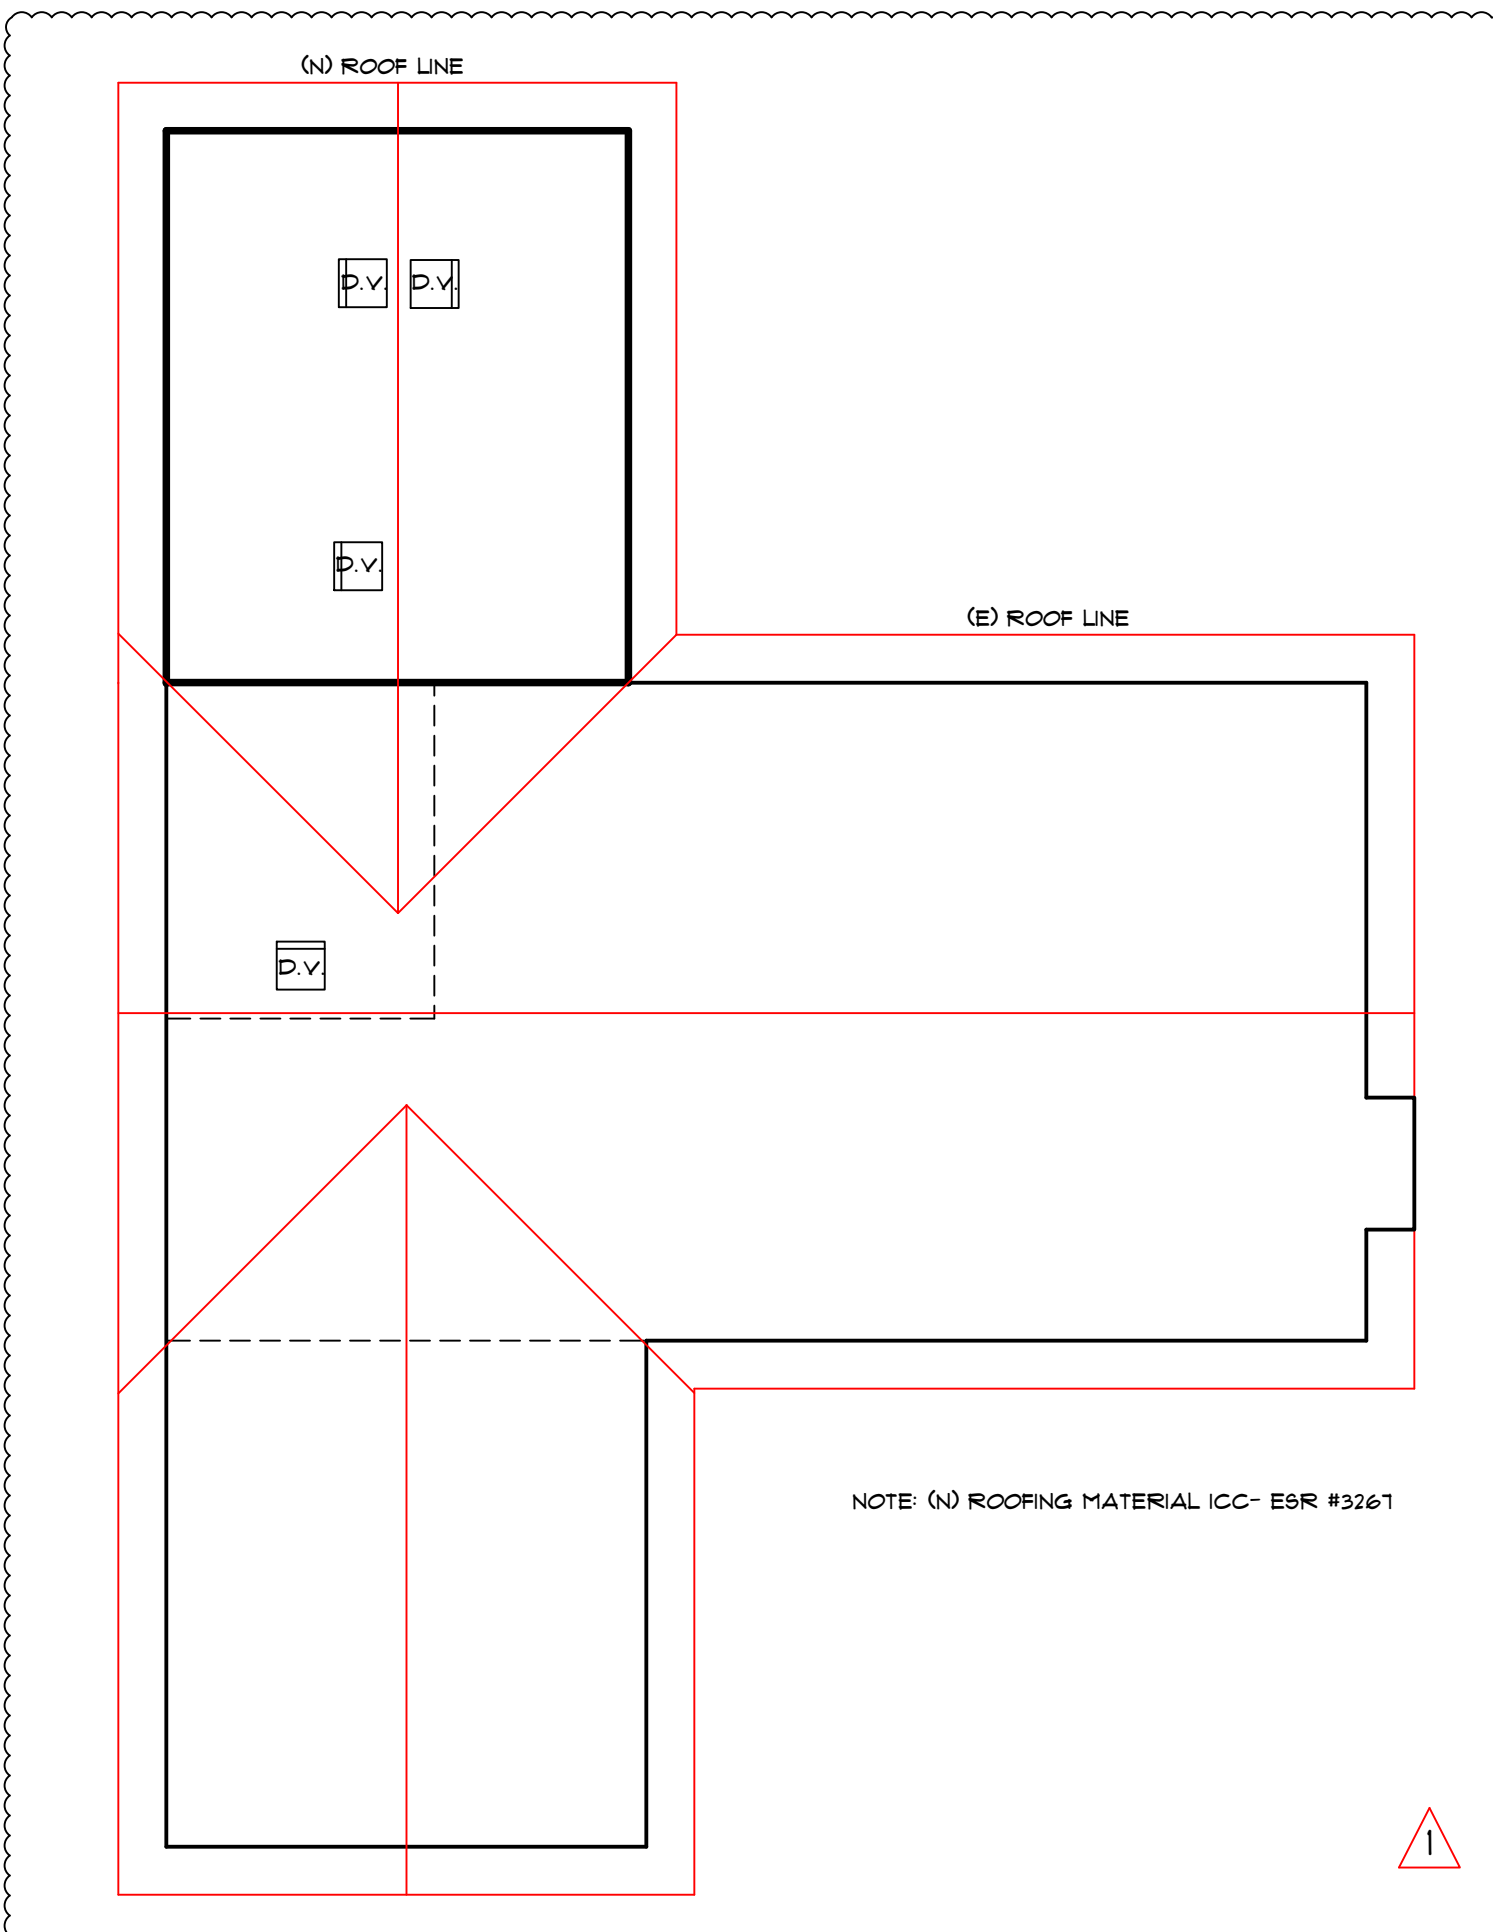 (N) ROOF LINE
D.V. D.V.
D.V.
(E) ROOF LINE
D.V.
NOTE: (N) ROOFING MATERIAL ICC- ESR #3267
1